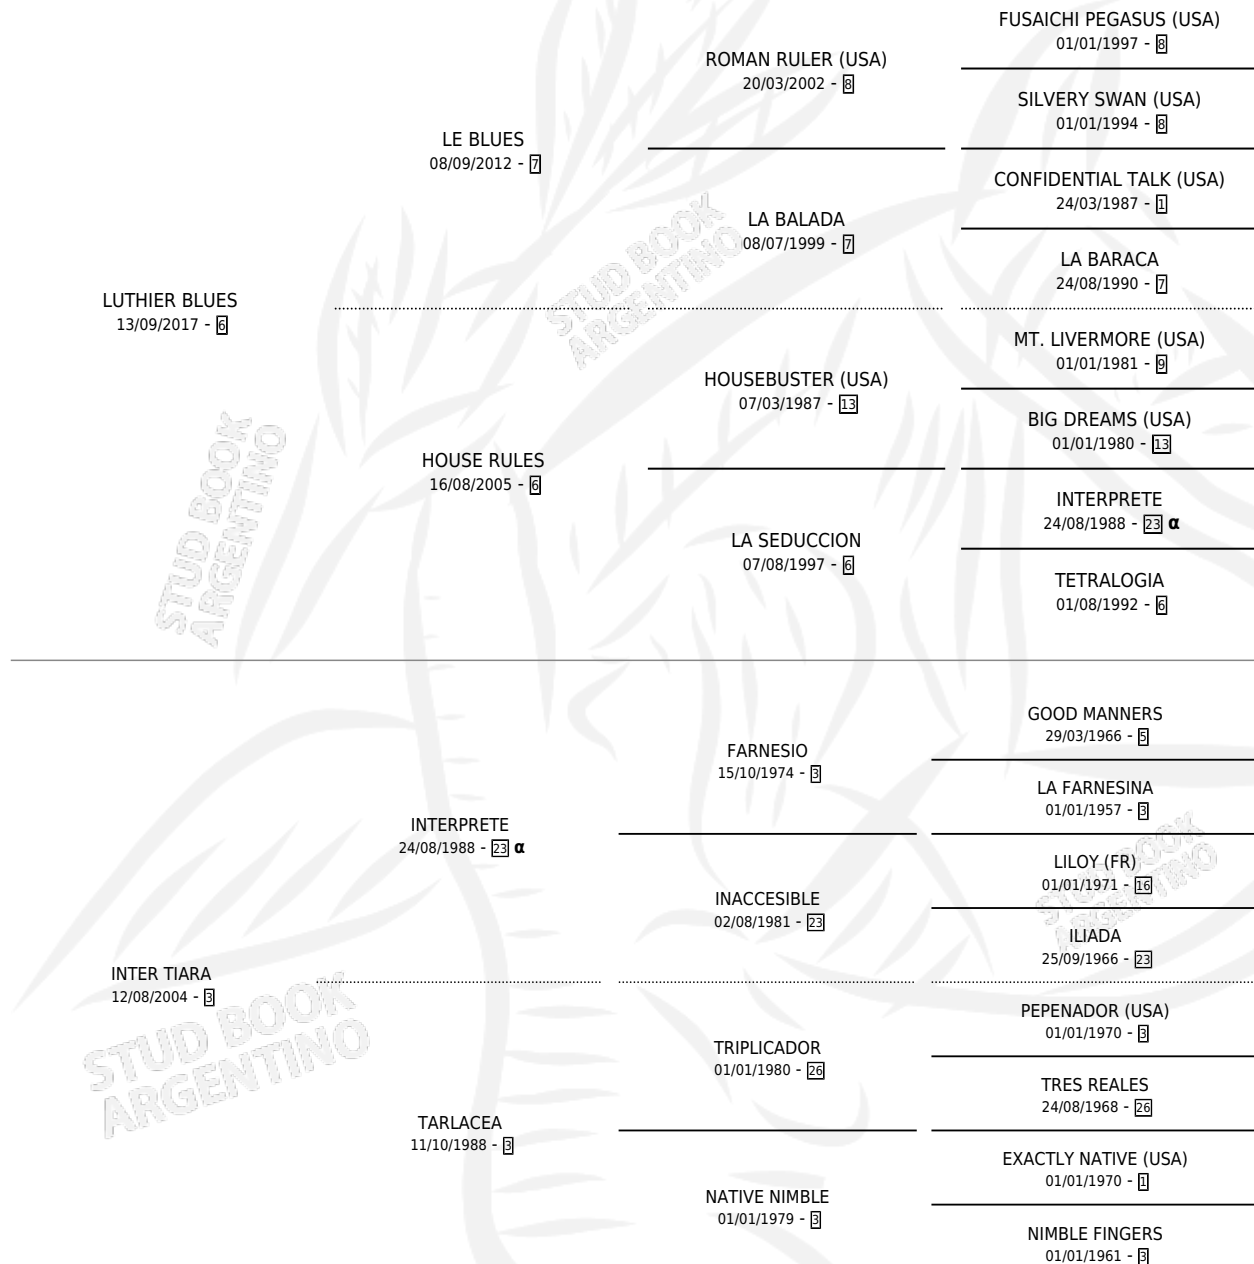 FUSAICHI PEGASUS (USA)
01/01/1997 - 8
ROMAN RULER (USA)
20/03/2002 - 8
SILVERY SWAN (USA)
01/01/1994 - 8
LE BLUES
08/09/2012 - 7
CONFIDENTIAL TALK (USA)
24/03/1987 - 1
LA BALADA
08/07/1999 - 7
LA BARACA
24/08/1990 - 7
LUTHIER BLUES
13/09/2017 - 6
MT. LIVERMORE (USA)
01/01/1981 - 9
HOUSEBUSTER (USA)
07/03/1987 - 13
BIG DREAMS (USA)
01/01/1980 - 13
HOUSE RULES
16/08/2005 - 6
INTERPRETE
24/08/1988 - 23 α
LA SEDUCCION
07/08/1997 - 6
TETRALOGIA
01/08/1992 - 6
STUD BOOK
ARGENTINO
STUD BOOK
ARGENTINO
GOOD MANNERS
29/03/1966 - 5
FARNESIO
15/10/1974 - 3
LA FARNESINA
01/01/1957 - 3
INTERPRETE
24/08/1988 - 23 α
LILOY (FR)
01/01/1971 - 16
INACCESIBLE
02/08/1981 - 23
ILIADA
25/09/1966 - 23
INTER TIARA
12/08/2004 - 3
PEPENADOR (USA)
01/01/1970 - 3
TRIPLICADOR
01/01/1980 - 26
TRES REALES
24/08/1968 - 26
TARLACEA
11/10/1988 - 3
EXACTLY NATIVE (USA)
01/01/1970 - 1
NATIVE NIMBLE
01/01/1979 - 3
NIMBLE FINGERS
01/01/1961 - 3
STUD BOOK
ARGENTINO
STUD BOOK
ARGENTINO